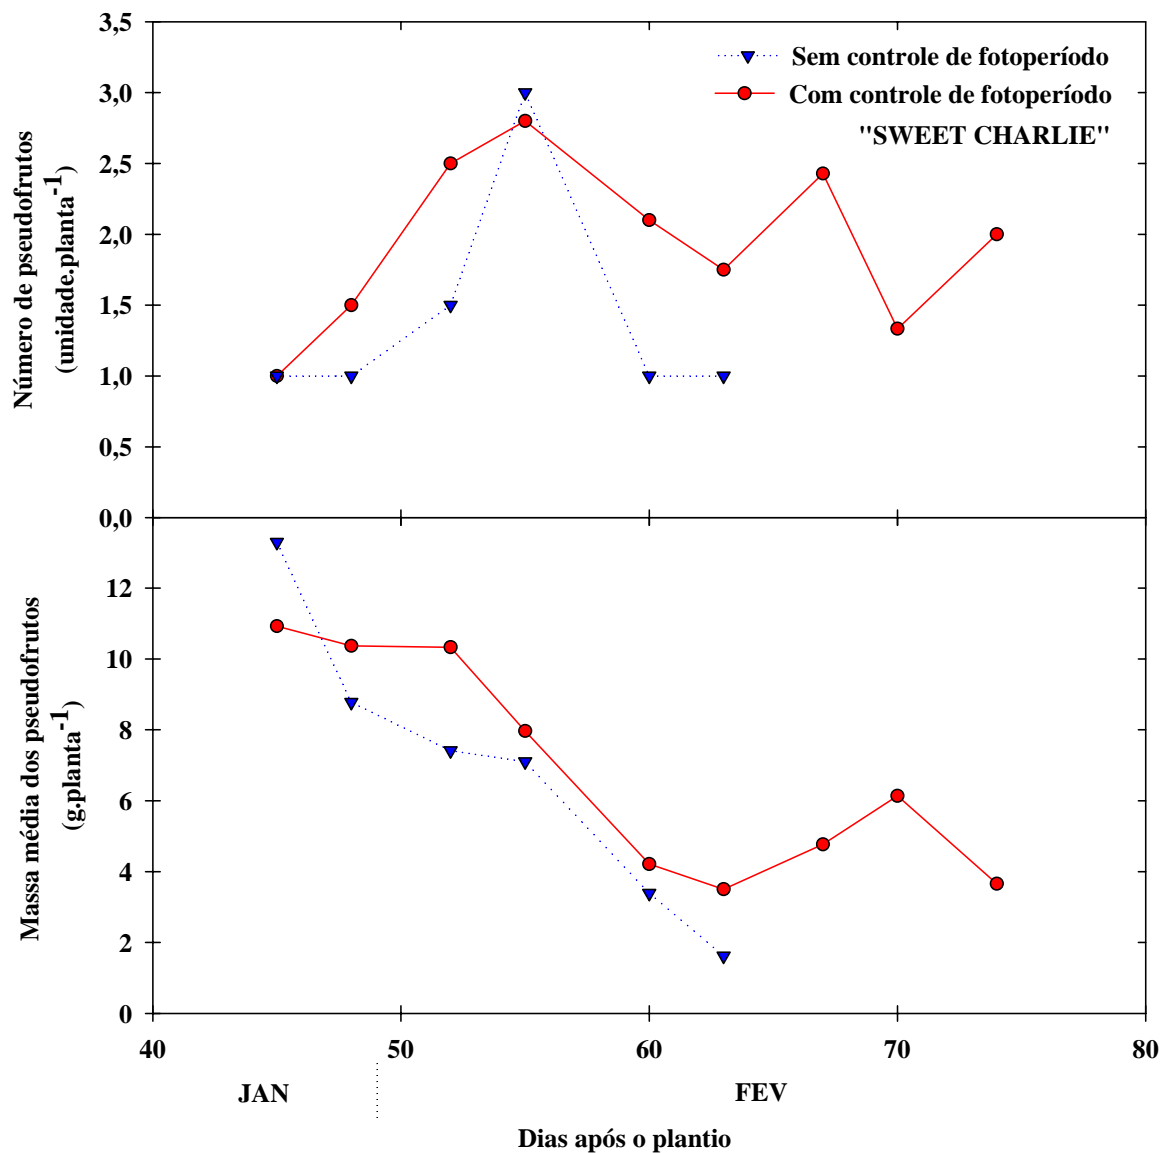 3,5
3,0
2,5
2,0
1,5
1,0
0,5
0,0
Número de pseudofrutos
(unidade.planta-1)
Sem controle de fotoperíodo
Com controle de fotoperíodo
"SWEET CHARLIE"
12
10
8
6
4
2
0
Massa média dos pseudofrutos
(g.planta-1)
40 50 60 70 80
JAN FEV
Dias após o plantio